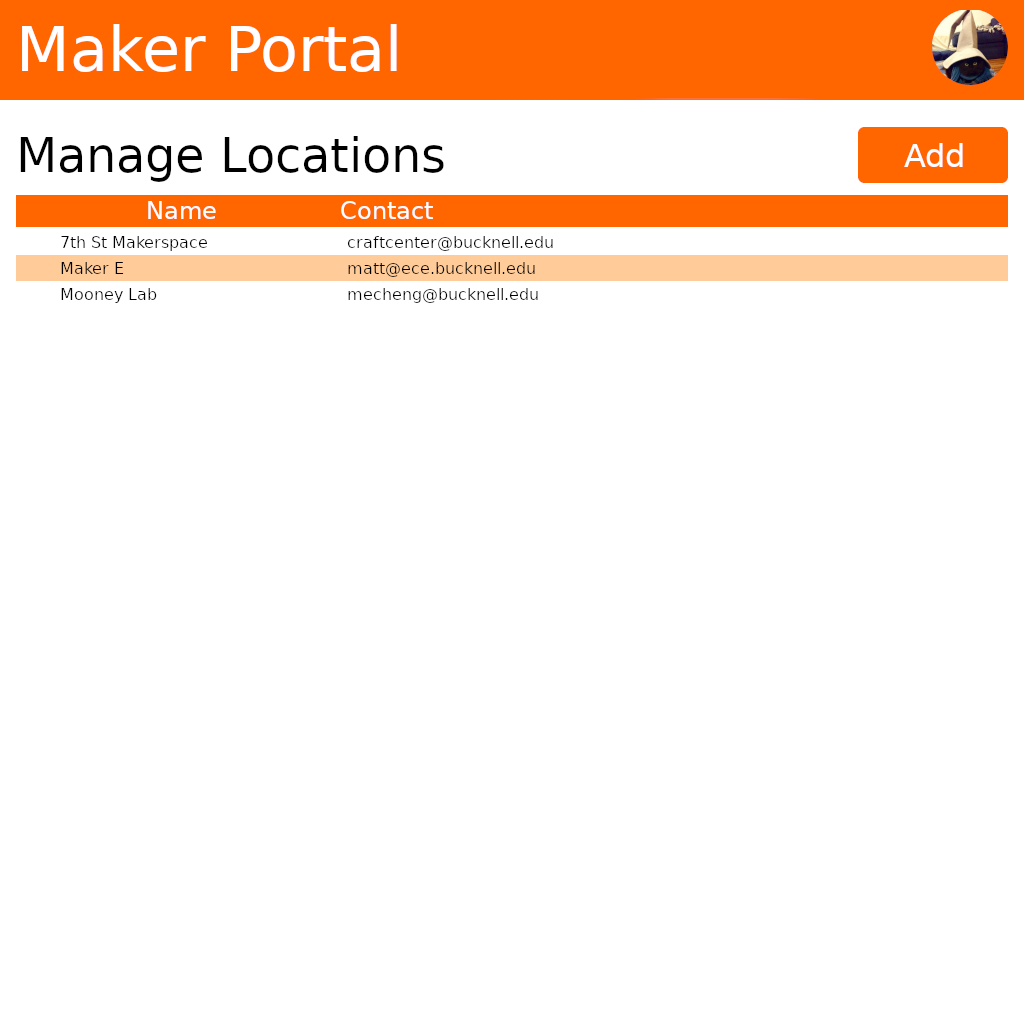 Maker Portal
Manage Locations
Add
Name Contact
7th St Makerspace craftcenter@bucknell.edu
Maker E matt@ece.bucknell.edu
Mooney Lab mecheng@bucknell.edu